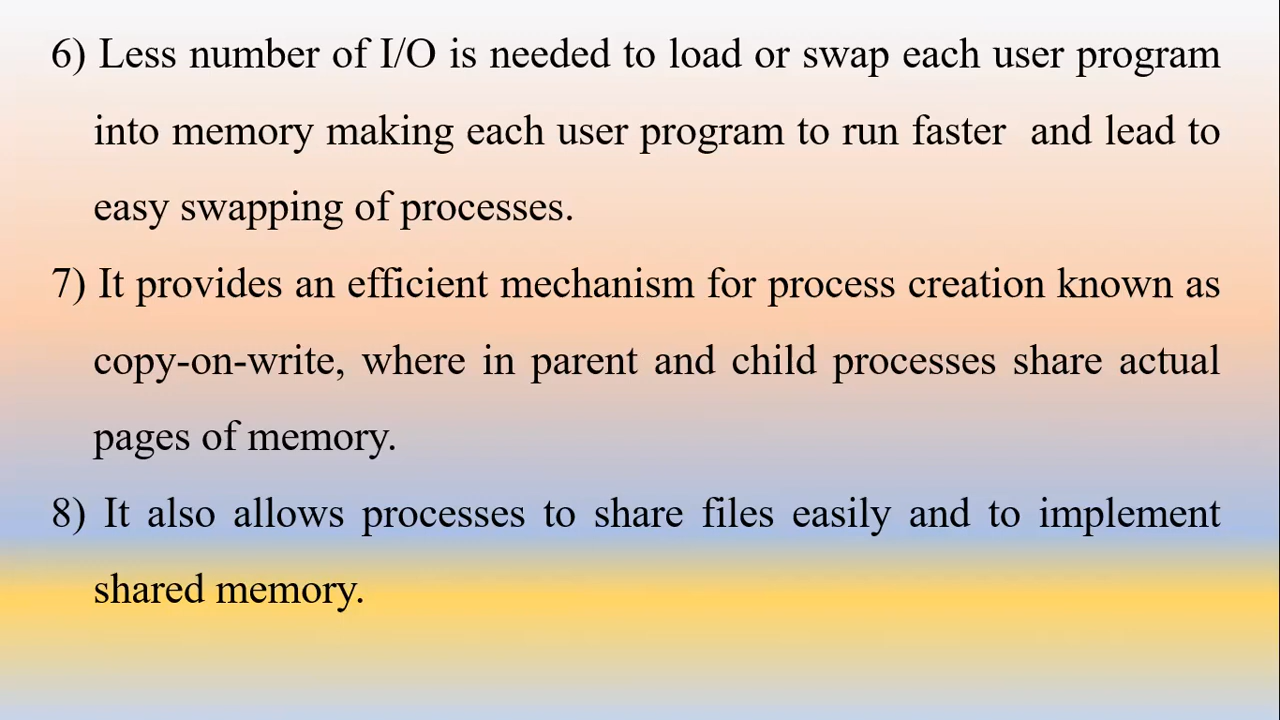 6) Less number of I/O is needed to load or swap each user program
into memory making each user program to run faster  and lead to
easy swapping of processes.
7) It provides an efficient mechanism for process creation known as
copy-on-write, where in parent and child processes share actual
pages of memory.
8) It also allows processes to share files easily and to implement
shared memory.